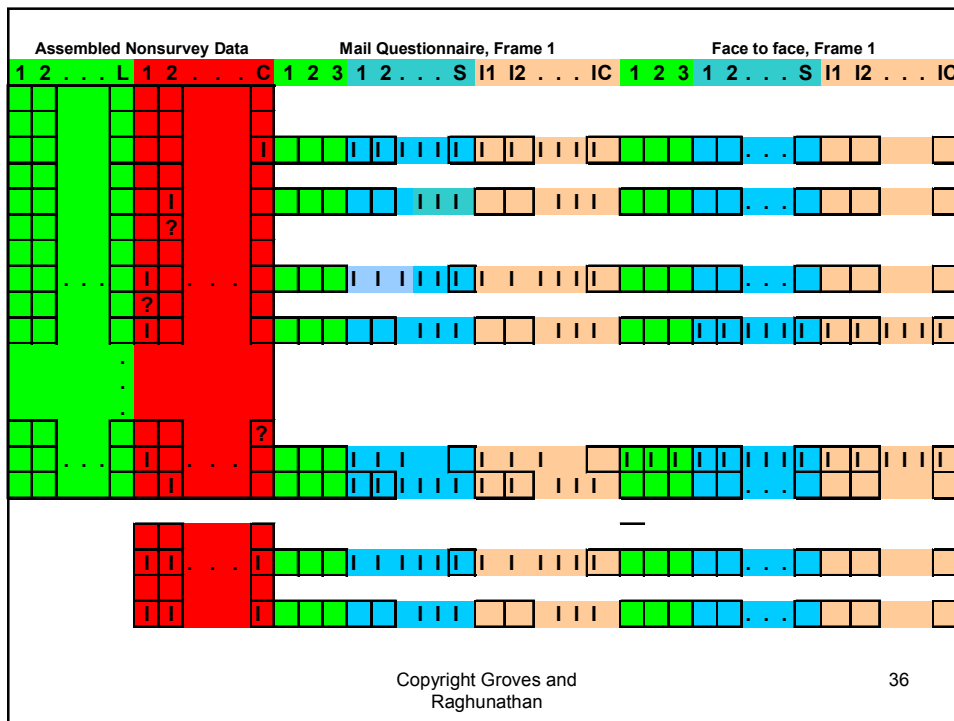 Assembled Nonsurvey Data Mail Questionnaire, Frame 1 Face to face, Frame 1
1 2 . . . L 1 2 . . . C 1 2 3 1 2 . . . S I1 I2 . . . IC 1 2 3 1 2 . . . S I1 I2 . . . IC
I I I I I I I I I I I I I
I I I I I I I . . .
?
. . . I . . . I I I I I I I I I I I I . . .
?
I I I I I I I I I I I I I I I I I I I
.
.
.
?
. . . I . . . I I I I I I I I I I I I I I I I I I I I
I I I I I I I I I I I I . . .
I I . . . I I I I I I I I I I I I I . . .
I I I I I I I I I . . .
Copyright Groves and
Raghunathan
36